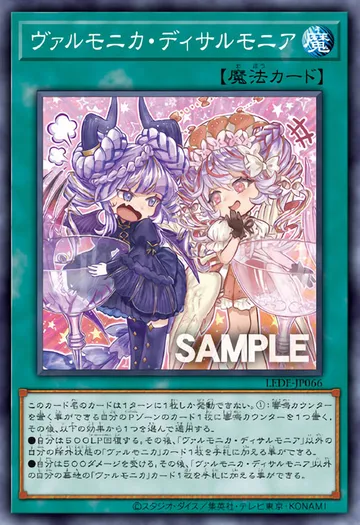 ヴァルモニカ・ディサルモニア
魔
【魔法カード】
SAMPLE
LEDE-JP066
このカード名のカードは1ターンに1枚しか発動できない。①:響鳴カウンター
を置く事ができる自分のPゾーンのカード1枚に響鳴カウンターを1つ置く。
その後、以下の効果から1つを選んで適用する。
●自分は500LP回復する。その後、「ヴァルモニカ・ディサルモニア」以外の
自分の除外状態の「ヴァルモニカ」カード1枚を手札に加える事ができる。
●自分は500ダメージを受ける。その後、「ヴァルモニカ・ディサルモニア」以外の
自分の墓地の「ヴァルモニカ」カード1枚を手札に加える事ができる。
©スタジオ・ダイス/集英社・テレビ東京・KONAMI